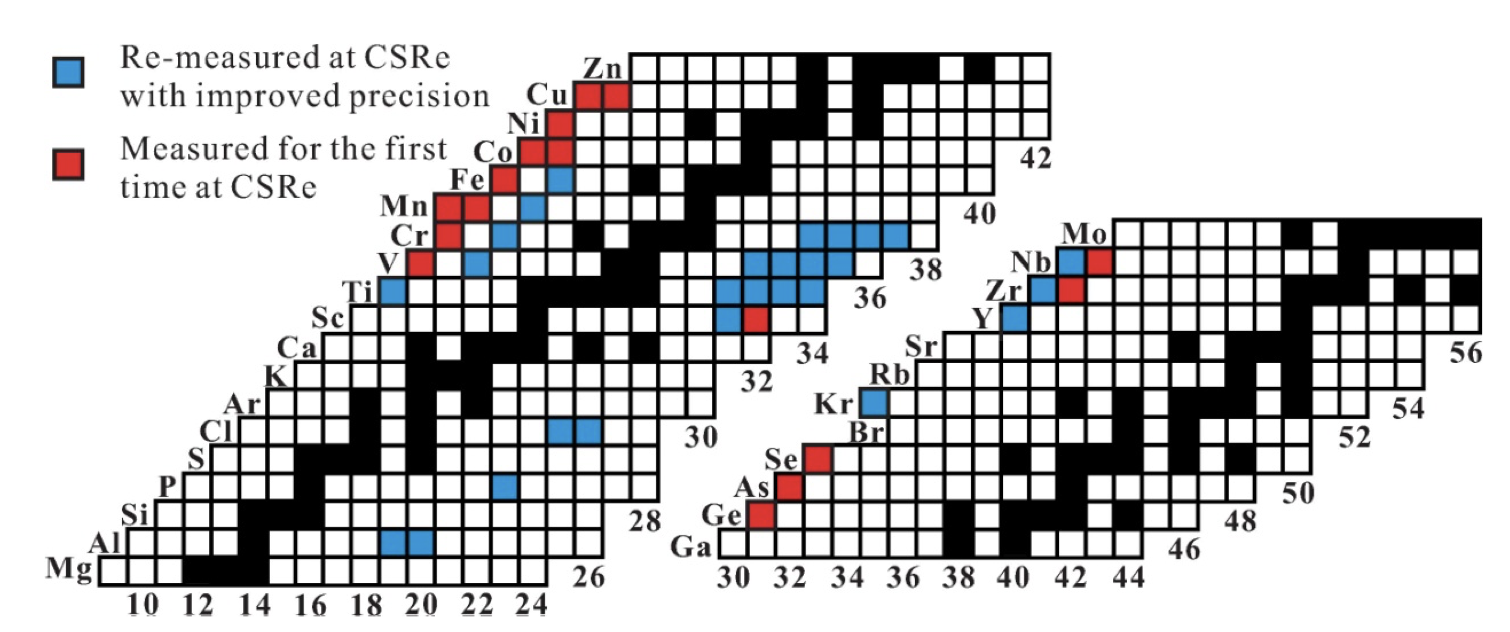 Re-measured at CSRe
with improved precision
Measured for the first
time at CSRe
Zn
Cu
Ni
Co
Fe
Mn
Cr
V
Ti
Sc
Ca
K
Ar
Cl
S
P
Si
Al
Mg
10 12 14 16 18 20 22 24
26
28
30
32
34
36
38
40
42
Mo
Nb
Zr
Y
Sr
Rb
Kr
Br
Se
As
Ge
Ga
30 32 34 36 38 40 42 44
46
48
50
52
54
56